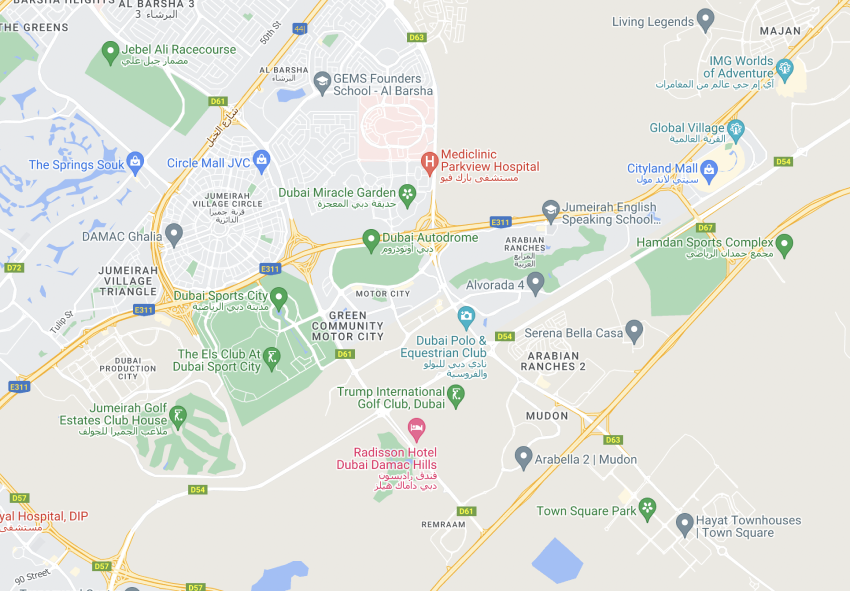 BARSHA HEIGHTS
AL BARSHA 3
البرشاء 3
THE GREENS
50th St
44
D63
Living Legends
MAJAN
Jebel Ali Racecourse
مضمار جبل علي
AL BARSHA
البرشاء
GEMS Founders
School - Al Barsha
IMG Worlds
of Adventure
آي إم جي عالم من المغامرات
D61
شارع الخيل
Global Village
القرية العالمية
The Springs Souk
Circle Mall JVC
Mediclinic
Parkview Hospital
مستشفى بارك فيو
Cityland Mall
سيتي لاند مول
D54
Dubai Miracle Garden
حديقة دبي المعجزة
JUMEIRAH
VILLAGE CIRCLE
قرية جميرا
الدائرية
Jumeirah English
Speaking School...
E311
D67
DAMAC Ghalia
Dubai Autodrome
دبي أوتودروم
ARABIAN
RANCHES
المرابع
العربية
Hamdan Sports Complex
مجمع حمدان الرياضي
D72
E311
JUMEIRAH
VILLAGE
TRIANGLE
Alvorada 4
MOTOR CITY
Dubai Sports City
مدينة دبي الرياضية
E311
Tulip St
GREEN
COMMUNITY
MOTOR CITY
Dubai Polo &
Equestrian Club
نادي دبي للبولو
والفروسية
D54
Serena Bella Casa
The Els Club At
Dubai Sport City
D61
ARABIAN
RANCHES 2
DUBAI
PRODUCTION
CITY
E311
Trump International
Golf Club, Dubai
Jumeirah Golf
Estates Club House
ملاعب الجميرا للجولف
MUDON
Radisson Hotel
Dubai Damac Hills
فندق راديسون
دبي داماك هيلز
D63
Arabella 2 | Mudon
D54
D57
yal Hospital, DIP
مستشفى
D61
REMRAAM
Town Square Park
Hayat Townhouses
| Town Square
90 Street
D57
D57